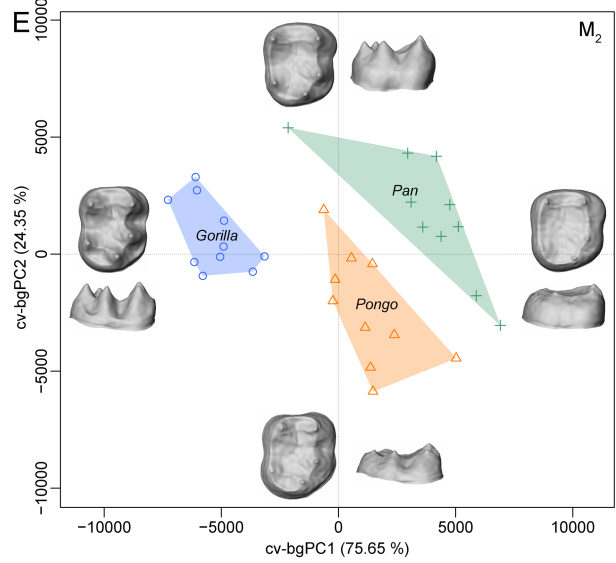 E
M2
10000
5000
0
−5000
−10000
cv-bgPC2 (24.35 %)
Pan
Gorilla
Pongo
−10000
−5000
0
5000
10000
cv-bgPC1 (75.65 %)